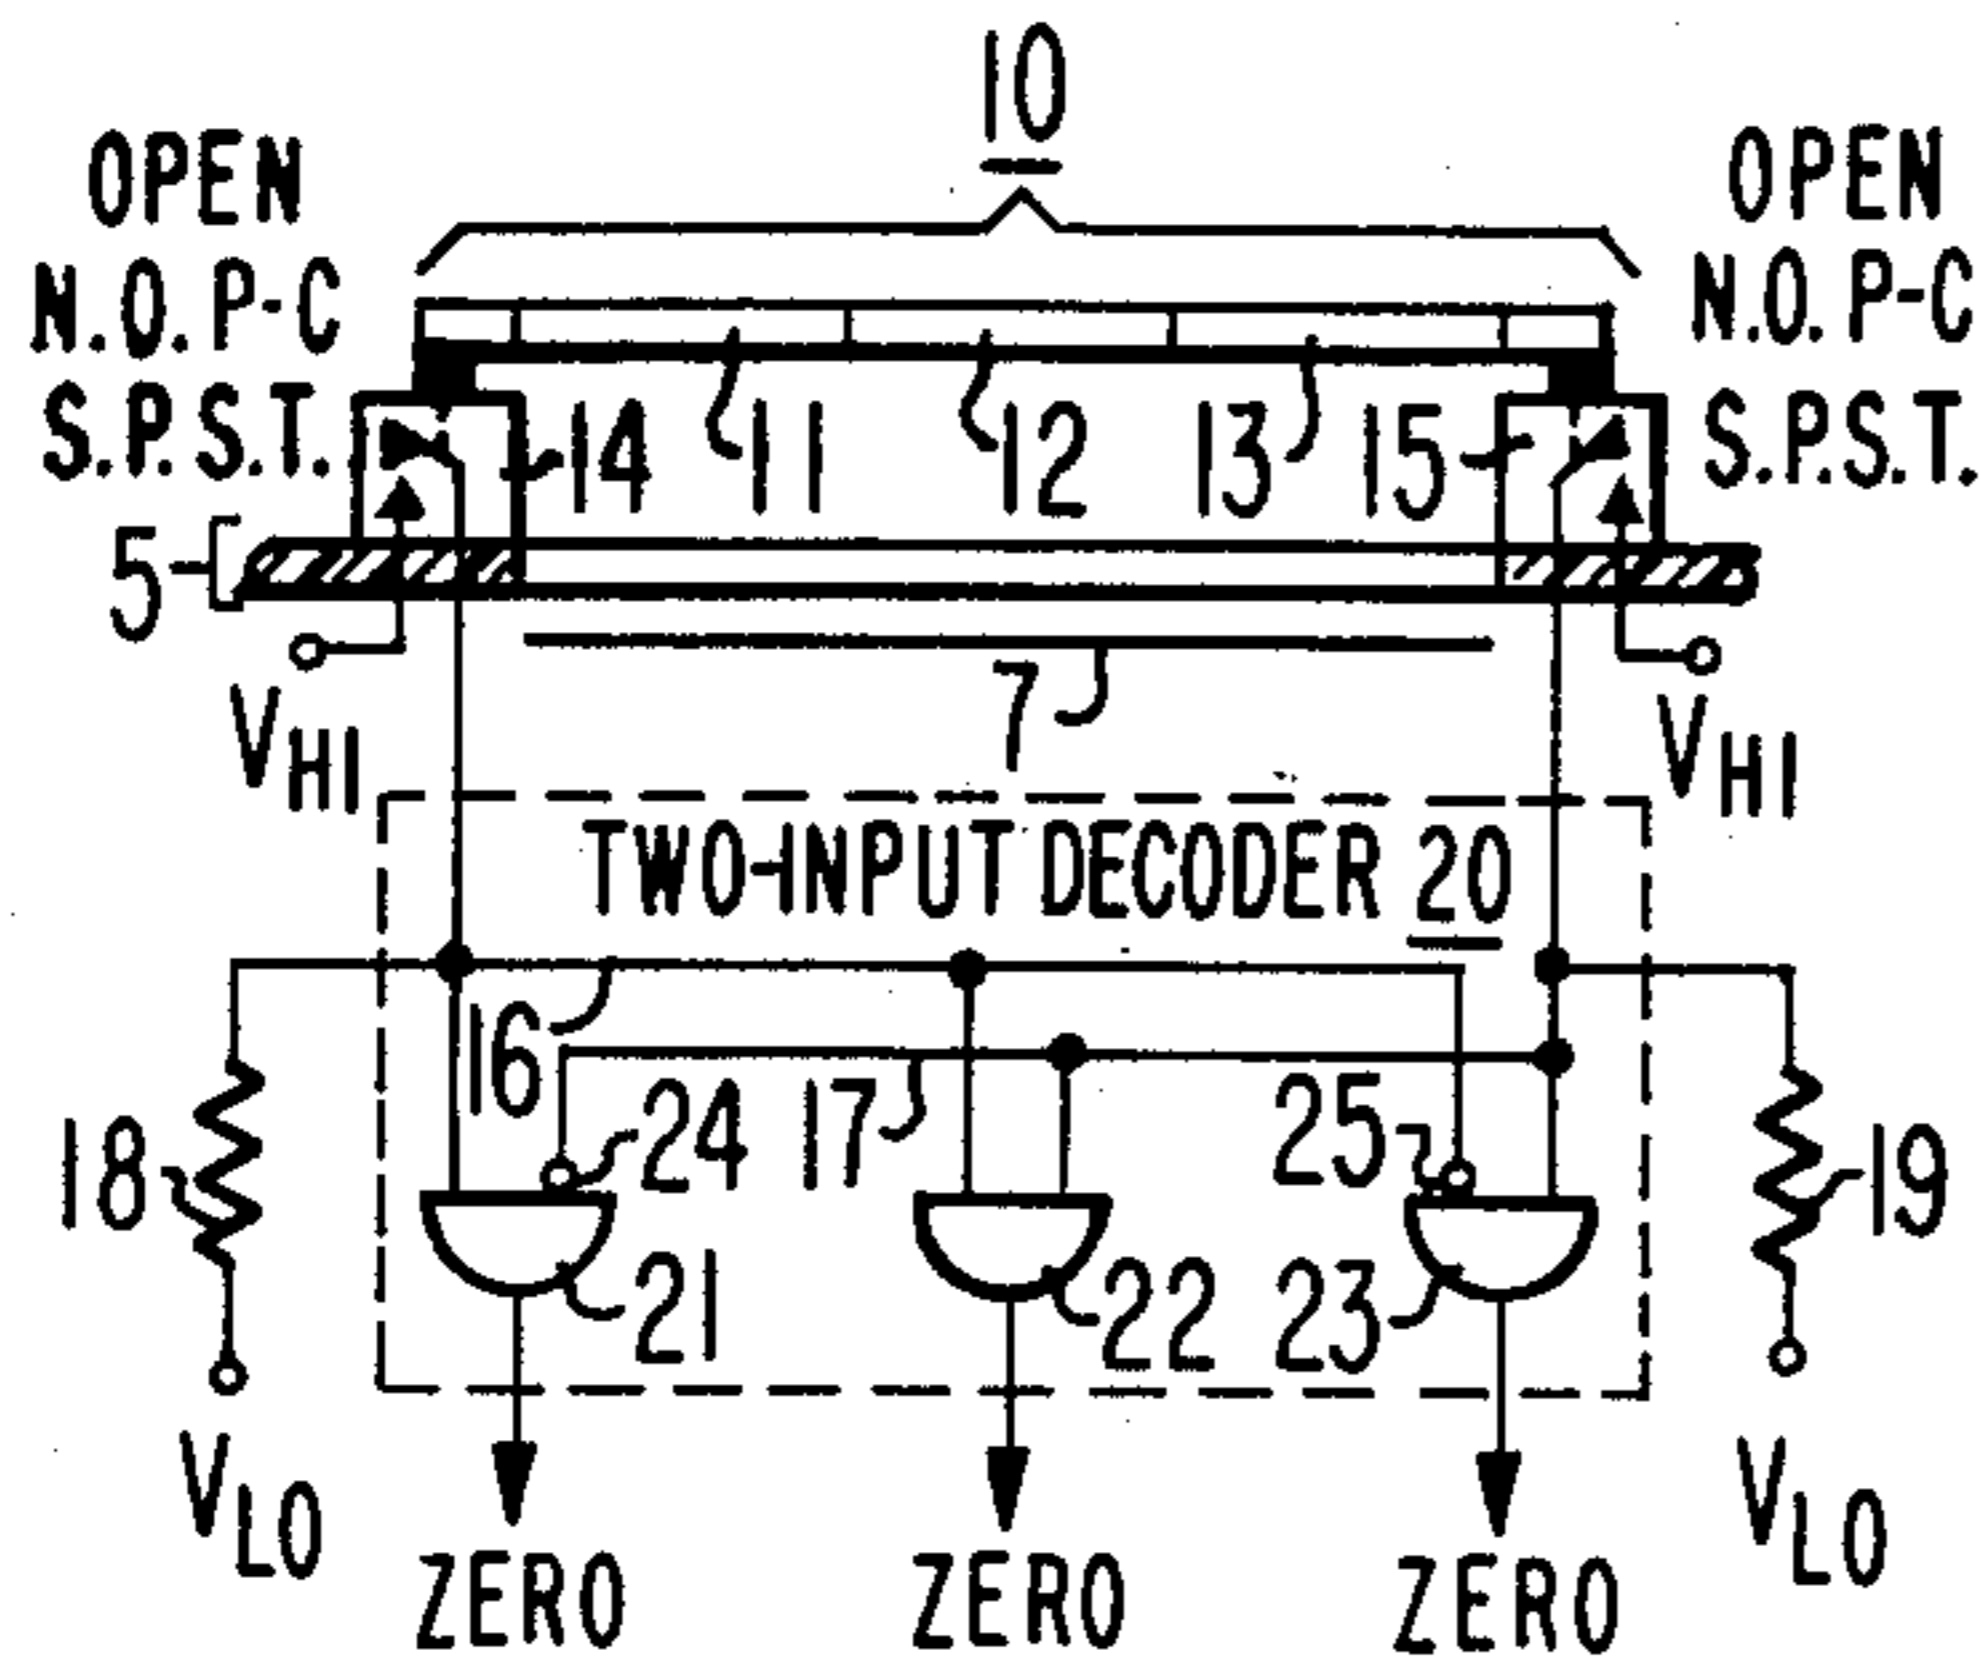 10
OPEN
N.O. P-C
S.P.S.T.
OPEN
N.O. P-C
S.P.S.T.
14
11
12
13
15
5
7
VHI
VHI
TWO-INPUT DECODER 20
16
24
17
25
18
19
21
22
23
VLO
VLO
ZERO
ZERO
ZERO